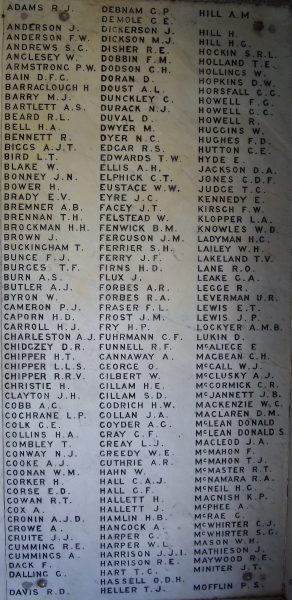 ADAMS R.J.
ANDERSON J.
ANDERSON F.W.
ANDREWS S.G.
ANGLESEY W.
ARMSTRONG P.W.
BAIN D.F.G.
BARRACLOUGH H
BARRY M.J.
BARTLETT A.S.
BEARD R.L.
BELL H.A.
BENNETT R.
BIGGS A.J.T.
BIRD L.T.
BLAKE W.
BONNEY J.N.
BOWER H.
BRADY E.V.
BREMNER A.B.
BRENNAN T.H.
BROCKMAN H.H.
BROWN J.
BUCKINGHAM T.
BUNCE F.J.
BURGES T.F.
BURN A.S.
BUTLER A.J.
BYRON W.
CAMERON P.J.
CAPORN H.D.
CARROLL H.J.
CHARLESTON A.J.
CHIDGZEY D.R.
CHIPPER H.T.
CHIPPER L.L.S.
CHIPPER R.R.V.
CHRISTIE H.
CLAYTON J.H.
COBB A.G.
COCHRANE L.P.
COLK G.E.
COLLINS H.A.
COMBLEY T.
CONWAY N.J.
COOKE A.J.
COONAN W.M.
CORKER H.
CORSE E.D.
COWAN R.T.
COX A.
CRONIN A.J.D.
CROWE A.
CRUITE J.J.
CUMMING R.E.
CUMMINGS A.
DACK F.
DALLING G.
DAVIS R.D.
DEBNAM C.P.
DE MOLE G.E.
DICKERSON J.
DICKSON M.J.
DISHER R.E.
DOBBIN F.M.
DODSON C.H.
DORAN D.
DOUST A.L.
DUNCKLEY C.
DURACK N.J.
DUVAL D.
DWYER M.
DYER N.C.
EDGAR R.S.
EDWARDS T.W.
ELLIS A.H.
ELPHICK C.T.
EUSTACE W.W.
EYRE J.C.
FACEY J.T.
FELSTEAD W.
FENWICK B.M.
FERGUSON J.M.
FERRIER S.H.
FERRY J.F.
FIRNS H.D.
FLUX J.
FORBES A.R.
FORBES R.A.
FRASER F.L.
FROST J.M.
FRY H.P.
FUHRMANN C.F.
FUNNELL R.F.
GANNAWAY A.
GEORGE O.
GILBERT W.
GILLAM H.E.
GILLAM S.D.
GODRICH H.W.
GOLLAN J.A.
GOYDER A.G.
GRAY G.F.
GREAY L.J.
GREEDY W.E.
GUTHRIE A.R.
HAHN W.
HALL C.A.J.
HALL G.F.
HALLETT H.
HALLETT J.
HAMLIN H.B.
HANCOCK A.
HARPER G.
HARPER W.L.
HARRISON J.J.I.
HARRISON R.E.
HART T.C.
HASSELL O.D.H.
HELLER T.J.
HILL A.M.
HILL H.
HILL H.G.
HOCKIN S.R.L.
HOLLAND T.E.
HOLLINGS W.
HOPKINS D.W.
HORSFALL G.C.
HOWELL F.G.
HOWELL G.C.
HOWELL R.
HUGGINS W.
HUGHES F.D.
HUTTON C.E.
HYDE E.
JACKSON D.A.
JONES C.D.F.
JUDGE T.C.
KENNEDY E.
KIRSCH F.W.
KLOPPER L.A.
KNOWLES W.D.
LADYMAN H.C.
LAILEY W.H.
LAKELAND T.V.
LANE R.O.
LEAKE G.A.
LEGGE R.
LEVERMAN U.R.
LEWIS E.T.
LEWIS J.P.
LOCKYER A.M.B.
LUKIN D.
McALIECE E
MACBEAN C.H.
McCALL W.J.
McCLUSKY A.J.
McCORMICK C.R.
McJANNETT J.B.
MACKENZIE W.C.
MACLAREN D.M.
McLEAN DONALD
McLEAN DONALD S.
MACLEOD J.A.
McMAHON F.
McMAHON T.J.
McMASTER R.T.
McNAMARA R.A.
McNEIL H.G.
MACNISH K.P.
McPHEE A.
McRAE G.
McWHIRTER C.J.
McWHIRTER S.G.
MASON W.H.
MATHIESON J.
MAYWOOD R.E.
MINITER J.T.
MOFFLIN P.S.